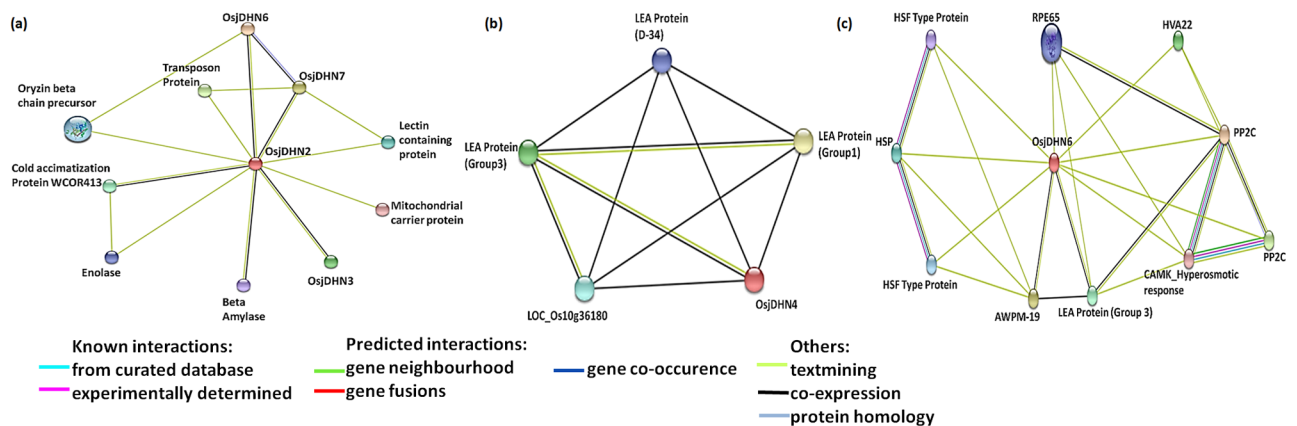 (a)
OsjDHN6
Transposon
Protein
OsjDHN7
Oryzin beta
chain precursor
Lectin
containing
protein
OsjDHN2
Cold accimatization
Protein WCOR413
Mitochondrial
carrier protein
Enolase
OsjDHN3
Beta
Amylase
(b)
LEA Protein
(D-34)
LEA Protein
(Group3)
LEA Protein
(Group1)
LOC_Os10g36180
OsjDHN4
(c)
HSF Type Protein
RPE65
HVA22
PP2C
HSP
OsjDHN6
PP2C
HSF Type Protein
CAMK_Hyperosmotic
response
AWPM-19
LEA Protein (Group 3)
Known interactions:
from curated database
experimentally determined
Predicted interactions:
gene neighbourhood
gene fusions
gene co-occurence
Others:
textmining
co-expression
protein homology